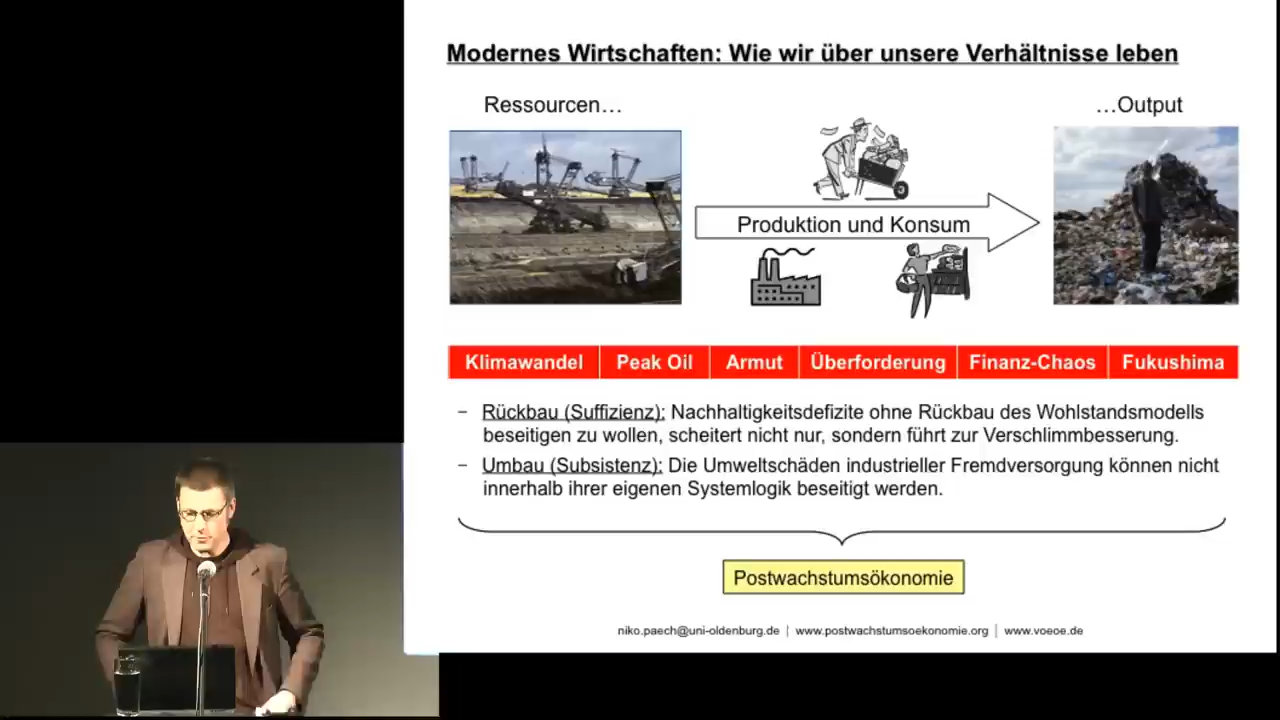 Modernes Wirtschaften: Wie wir über unsere Verhältnisse leben
Ressourcen…
…Output
Produktion und Konsum
Klimawandel
Peak Oil
Armut
Überforderung
Finanz-Chaos
Fukushima
– Rückbau (Suffizienz): Nachhaltigkeitsdefizite ohne Rückbau des Wohlstandsmodells
beseitigen zu wollen, scheitert nicht nur, sondern führt zur Verschlimmbesserung.
– Umbau (Subsistenz): Die Umweltschäden industrieller Fremdversorgung können nicht
innerhalb ihrer eigenen Systemlogik beseitigt werden.
Postwachstumsökonomie
niko.paech@uni-oldenburg.de | www.postwachstumsoekonomie.org | www.voeoe.de